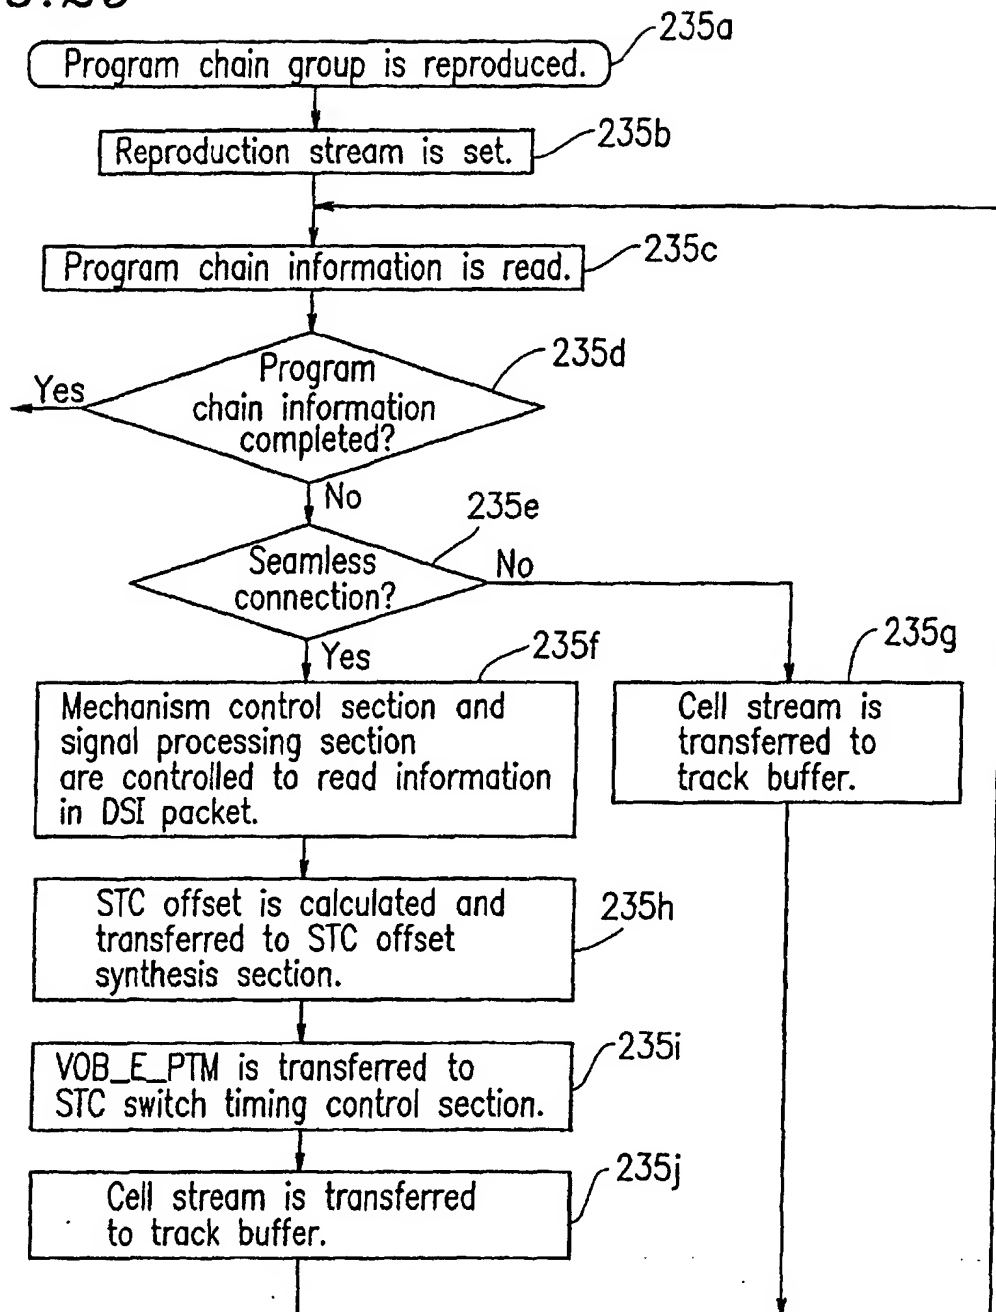 235a
Program chain group is reproduced.
235b
Reproduction stream is set.
235c
Program chain information is read.
235d
Program
chain information
completed?
Yes
No
235e
Seamless
connection?
No
Yes
235f
Mechanism control section and
signal processing section
are controlled to read information
in DSI packet.
235g
Cell stream is
transferred to
track buffer.
235h
STC offset is calculated and
transferred to STC offset
synthesis section.
235i
VOB_E_PTM is transferred to
STC switch timing control section.
235j
Cell stream is transferred
to track buffer.